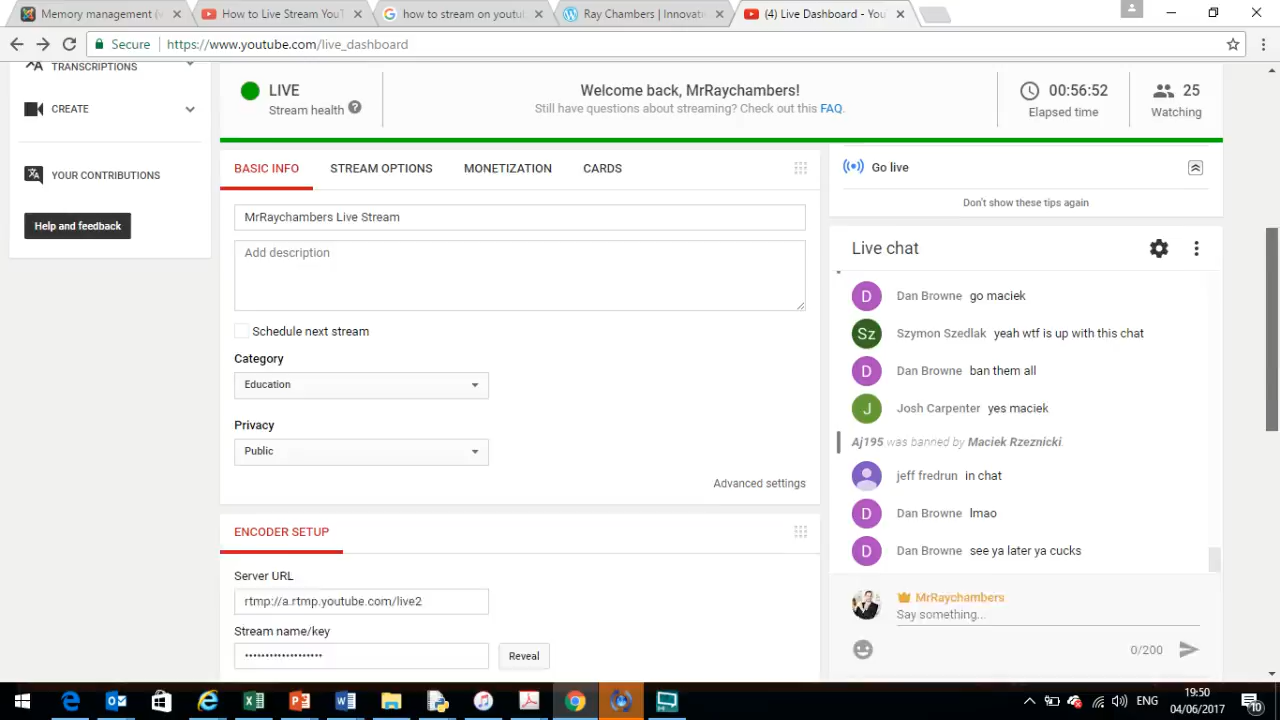 Memory management (v
How to Live Stream YouT
how to stream on youtu
Ray Chambers | Innovat
(4) Live Dashboard - You
Secure
https://www.youtube.com/live_dashboard
TRANSCRIPTIONS
CREATE
YOUR CONTRIBUTIONS
Help and feedback
LIVE
Stream health ?
Welcome back, MrRaychambers!
Still have questions about streaming? Check out this FAQ.
00:56:52
Elapsed time
25
Watching
BASIC INFO
STREAM OPTIONS
MONETIZATION
CARDS
MrRaychambers Live Stream
Add description
Schedule next stream
Category
Education
Privacy
Public
Advanced settings
ENCODER SETUP
Server URL
rtmp://a.rtmp.youtube.com/live2
Stream name/key
•••••••••••••••••••
Reveal
Go live
Don't show these tips again
Live chat
D Dan Browne go maciek
Sz Szymon Szedlak yeah wtf is up with this chat
D Dan Browne ban them all
J Josh Carpenter yes maciek
Aj195 was banned by Maciek Rzeznicki
jeff fredrun in chat
D Dan Browne lmao
D Dan Browne see ya later ya cucks
MrRaychambers
Say something...
0/200
ENG
19:50
04/06/2017
10